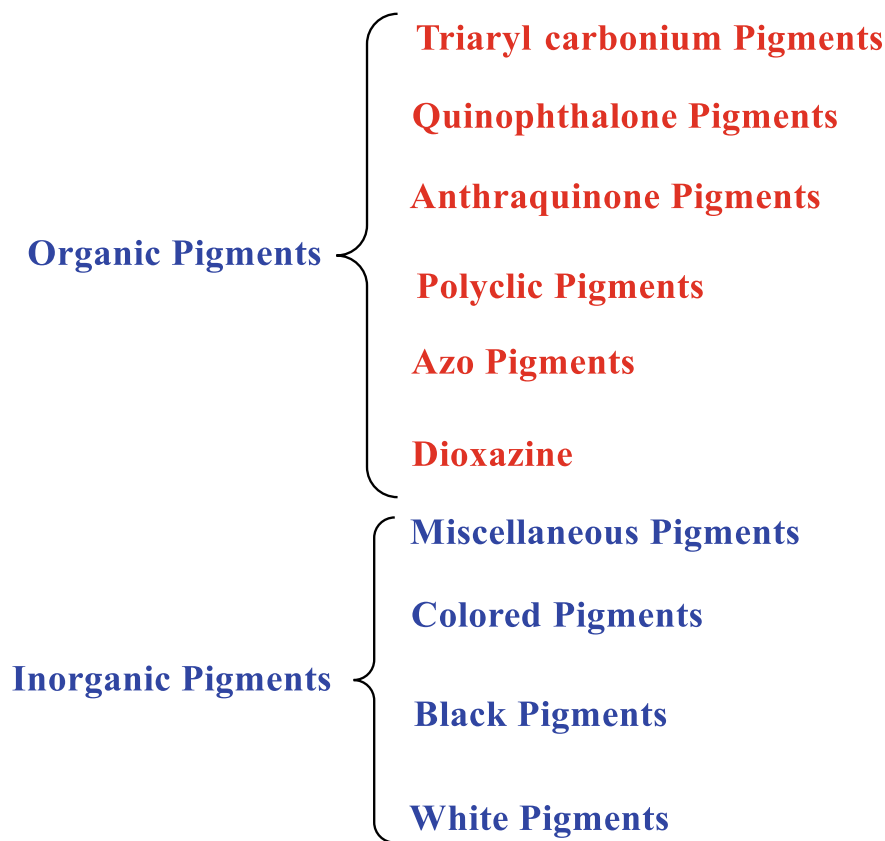 Organic Pigments
Triaryl carbonium Pigments
Quinophthalone Pigments
Anthraquinone Pigments
Polyclic Pigments
Azo Pigments
Dioxazine
Inorganic Pigments
Miscellaneous Pigments
Colored Pigments
Black Pigments
White Pigments